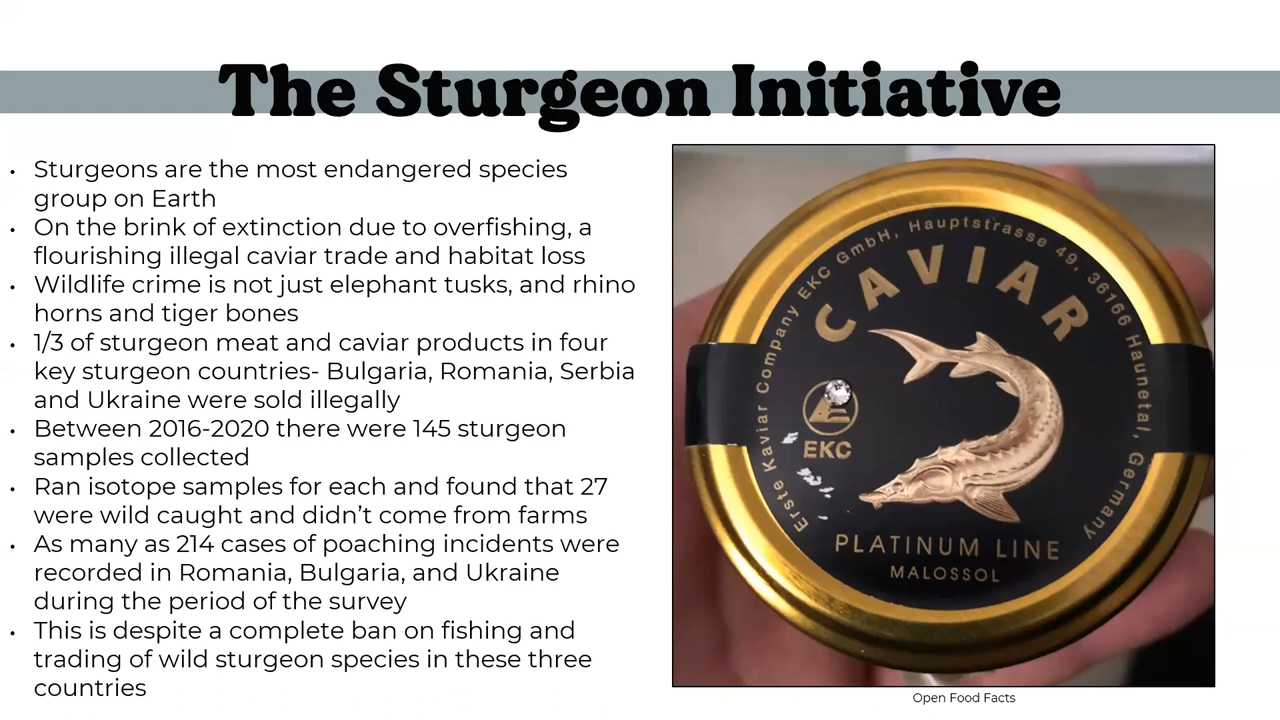 The Sturgeon Initiative
• Sturgeons are the most endangered species
group on Earth
• On the brink of extinction due to overfishing, a
flourishing illegal caviar trade and habitat loss
• Wildlife crime is not just elephant tusks, and rhino
horns and tiger bones
• 1/3 of sturgeon meat and caviar products in four
key sturgeon countries- Bulgaria, Romania, Serbia
and Ukraine were sold illegally
• Between 2016-2020 there were 145 sturgeon
samples collected
• Ran isotope samples for each and found that 27
were wild caught and didn’t come from farms
• As many as 214 cases of poaching incidents were
recorded in Romania, Bulgaria, and Ukraine
during the period of the survey
• This is despite a complete ban on fishing and
trading of wild sturgeon species in these three
countries
Erste Kaviar Company EKC GmbH, Hauptstrasse 49, 36166 Haunetal, Germany
CAVIAR
EKC
PLATINUM LINE
MALOSSOL
Open Food Facts